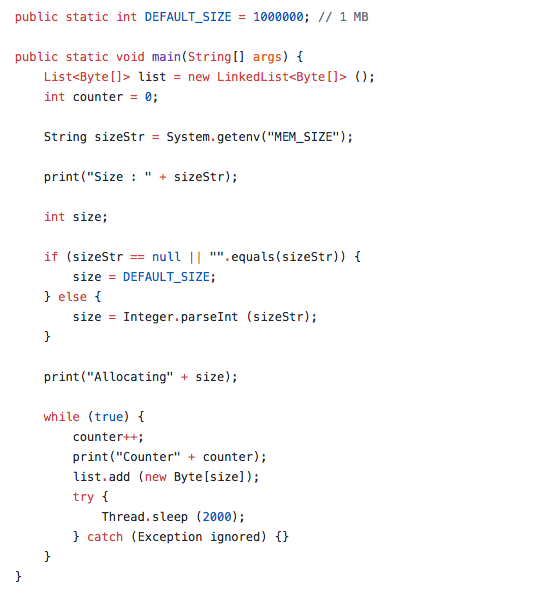 public static int DEFAULT_SIZE = 1000000; // 1 MB

public static void main(String[] args) {
    List<Byte[]> list = new LinkedList<Byte[]> ();
    int counter = 0;

    String sizeStr = System.getenv("MEM_SIZE");

    print("Size : " + sizeStr);

    int size;

    if (sizeStr == null || "".equals(sizeStr)) {
        size = DEFAULT_SIZE;
    } else {
        size = Integer.parseInt (sizeStr);
    }

    print("Allocating" + size);

    while (true) {
        counter++;
        print("Counter" + counter);
        list.add (new Byte[size]);
        try {
            Thread.sleep (2000);
        } catch (Exception ignored) {}
    }
}